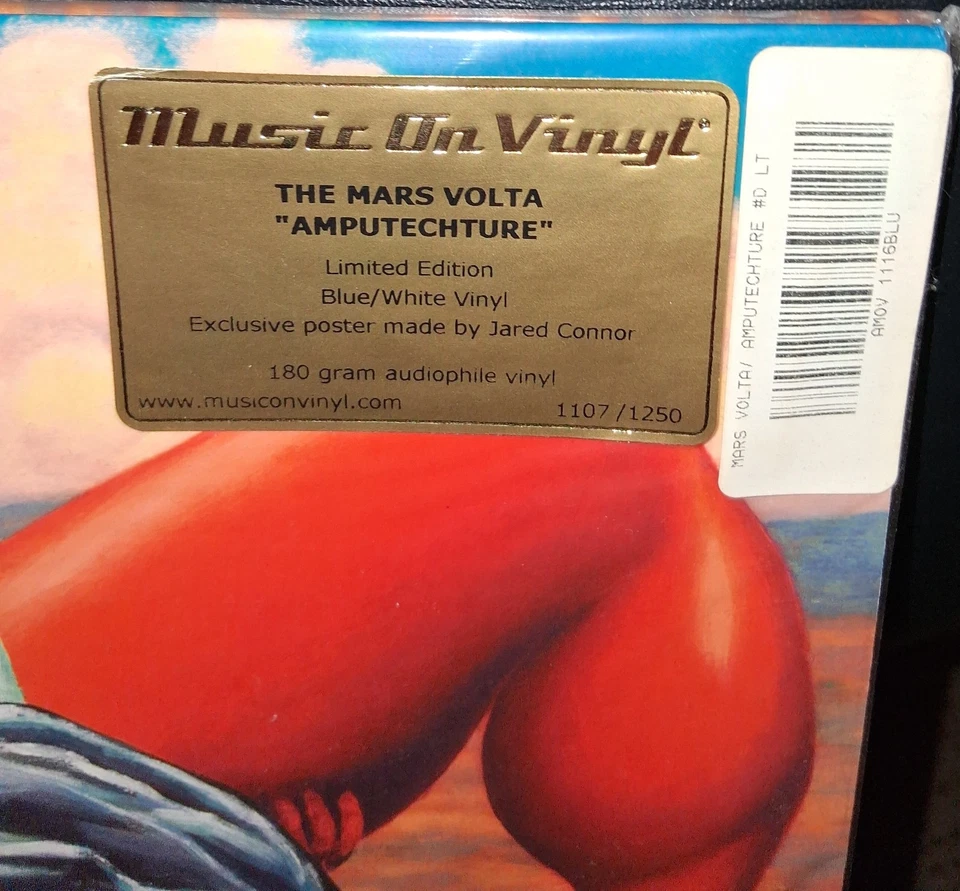 Music On Vinyl®
THE MARS VOLTA
"AMPUTECHTURE"
Limited Edition
Blue/White Vinyl
Exclusive poster made by Jared Connor
180 gram audiophile vinyl
www.musiconvinyl.com
1107/1250
MARS VOLTA/ AMPUTECHTURE #D LT
AMOV 1116BLU